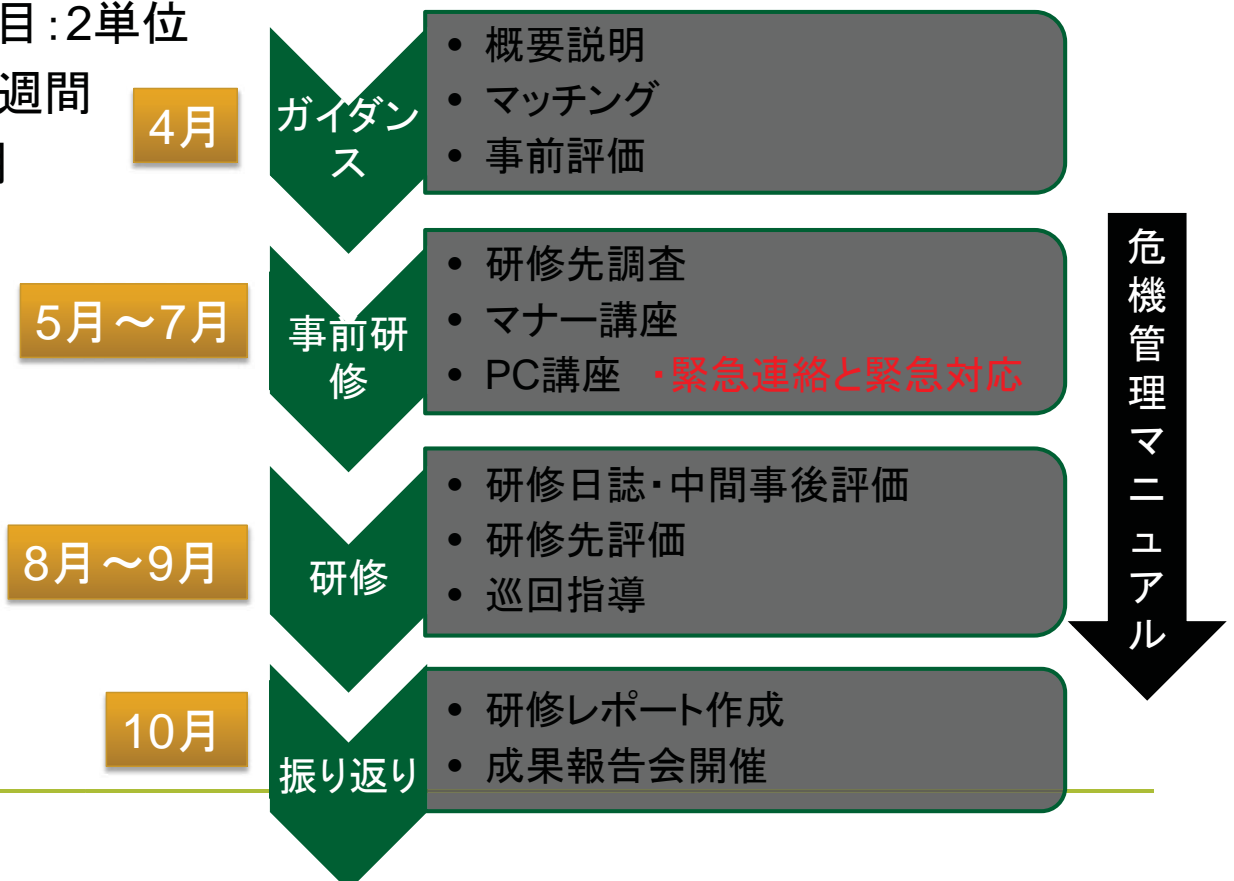 目:2単位
週間
4月
ガイダン
ス
• 概要説明
• マッチング
• 事前評価
5月~7月
事前研
修
• 研修先調査
• マナー講座
• PC講座 ・緊急連絡と緊急対応
8月~9月
研修
• 研修日誌・中間事後評価
• 研修先評価
• 巡回指導
10月
振り返り
• 研修レポート作成
• 成果報告会開催
危機管理マニュアル